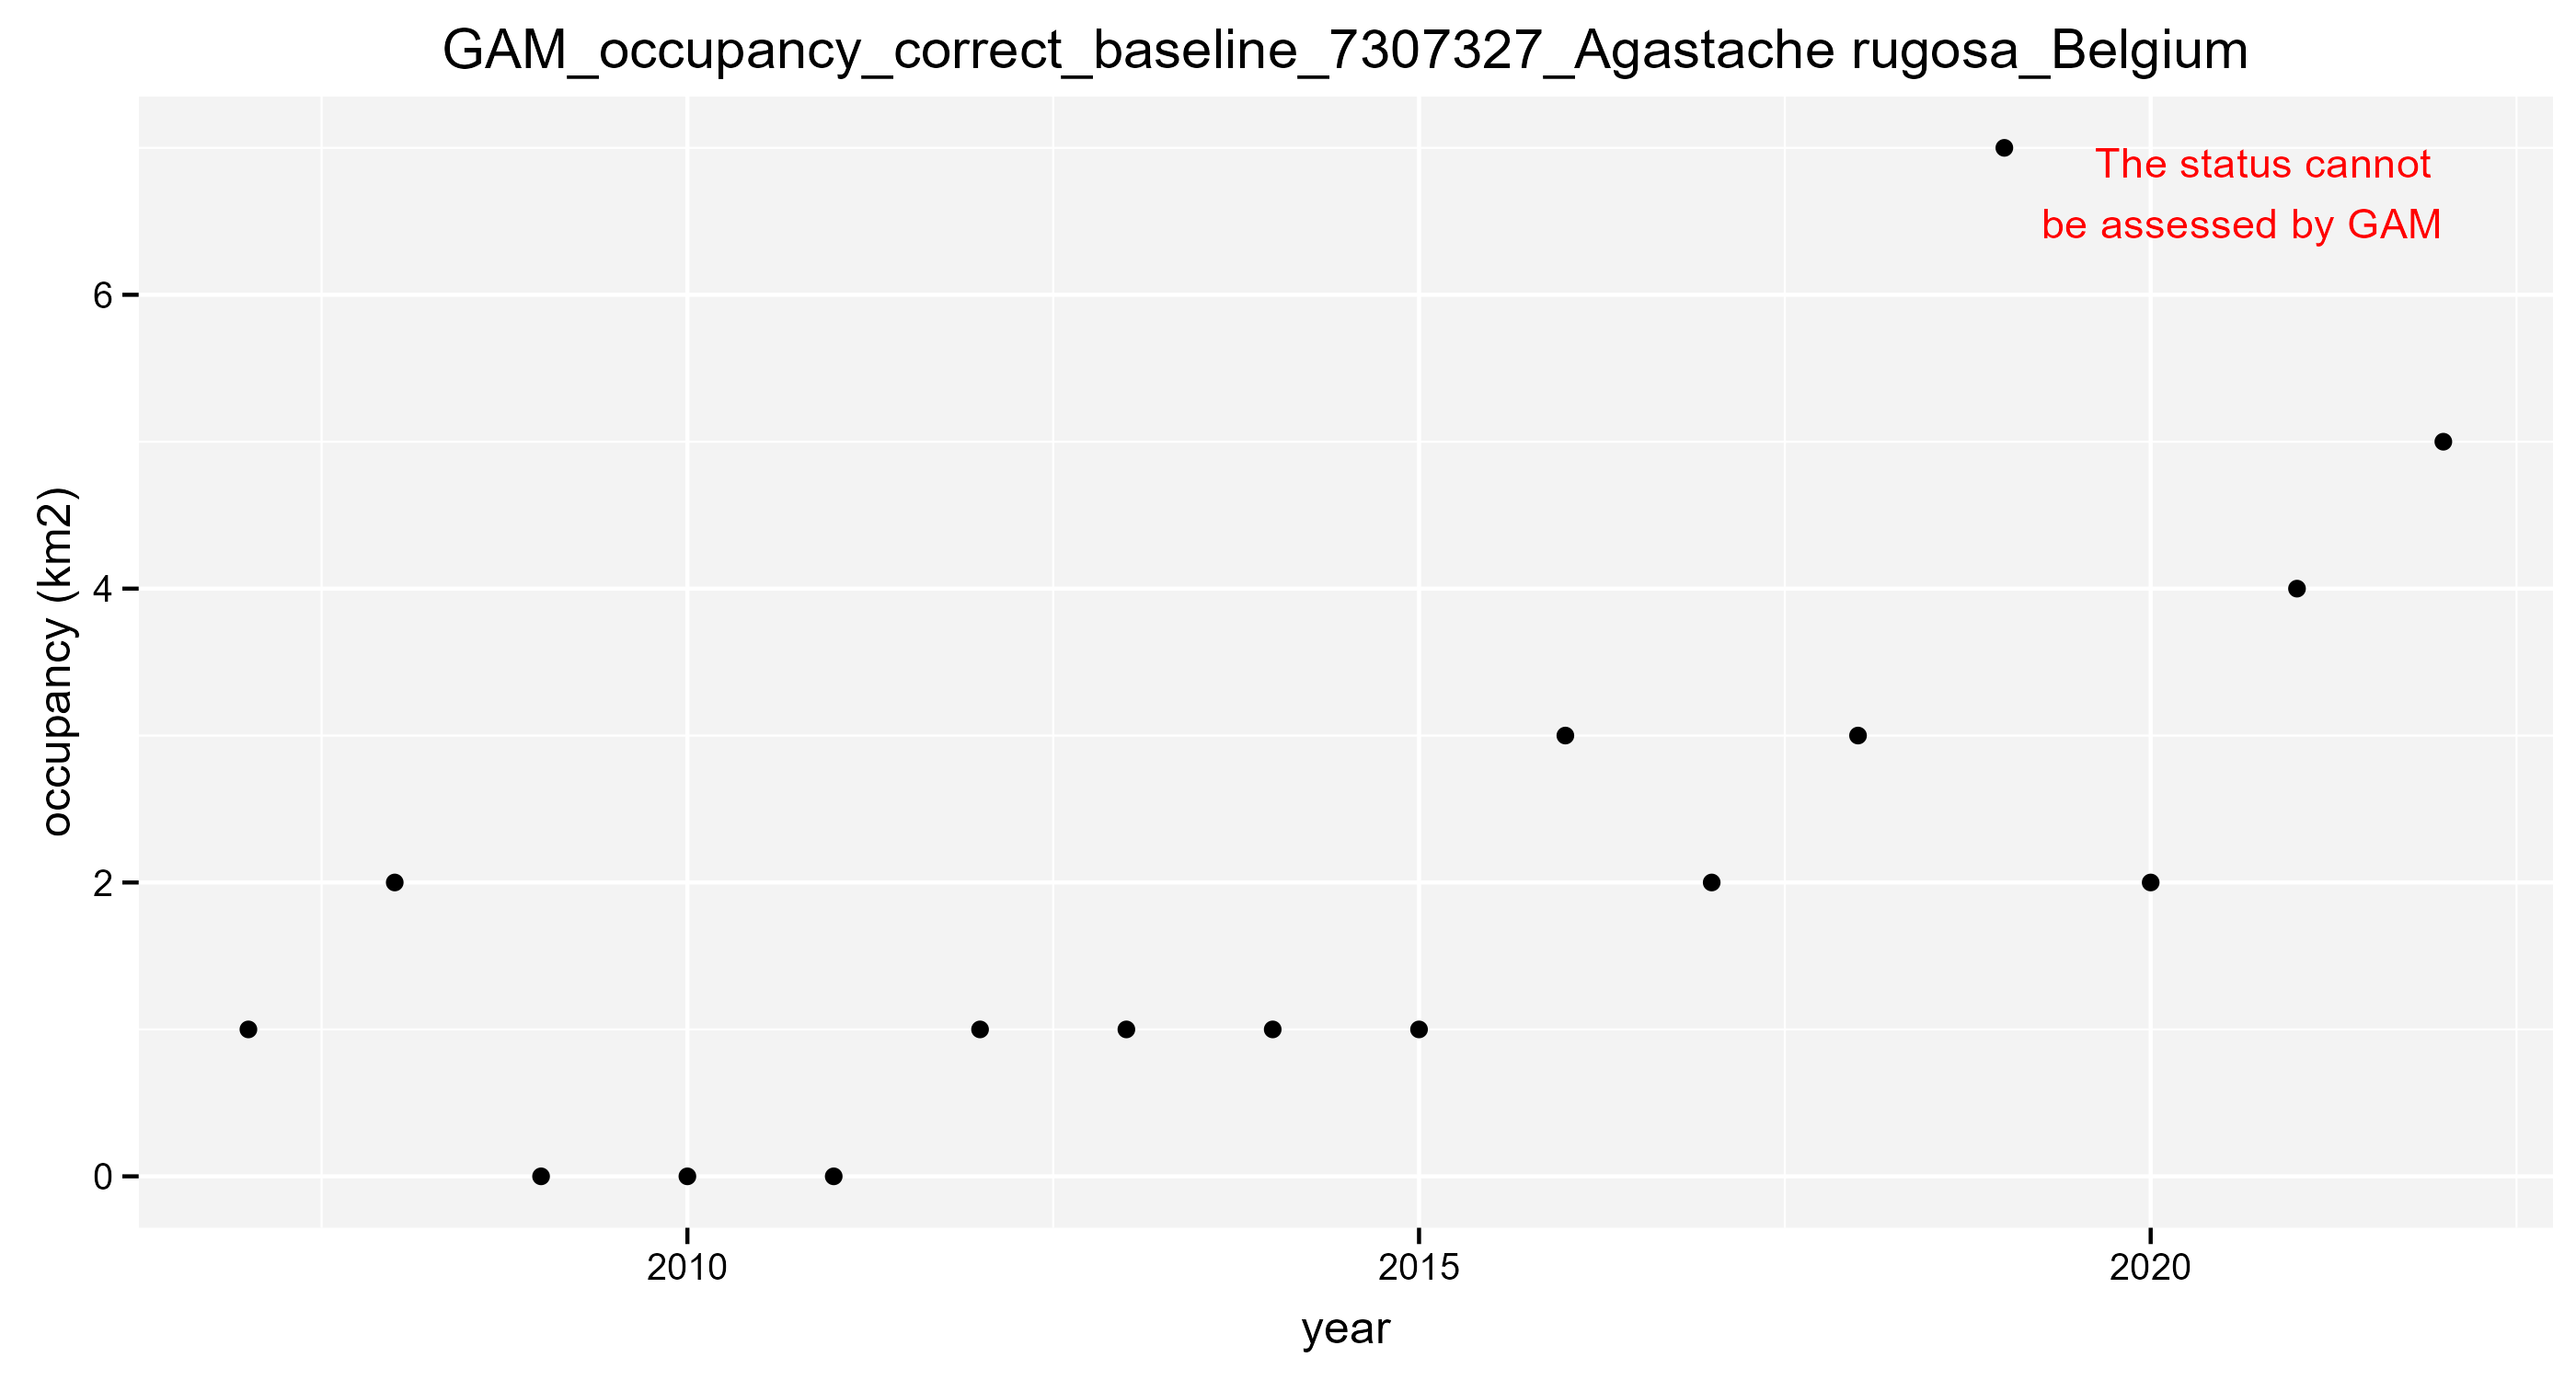 GAM_occupancy_correct_baseline_7307327_Agastache rugosa_Belgium
The status cannot
be assessed by GAM
occupancy (km2)
6
4
2
0
2010
2015
2020
year